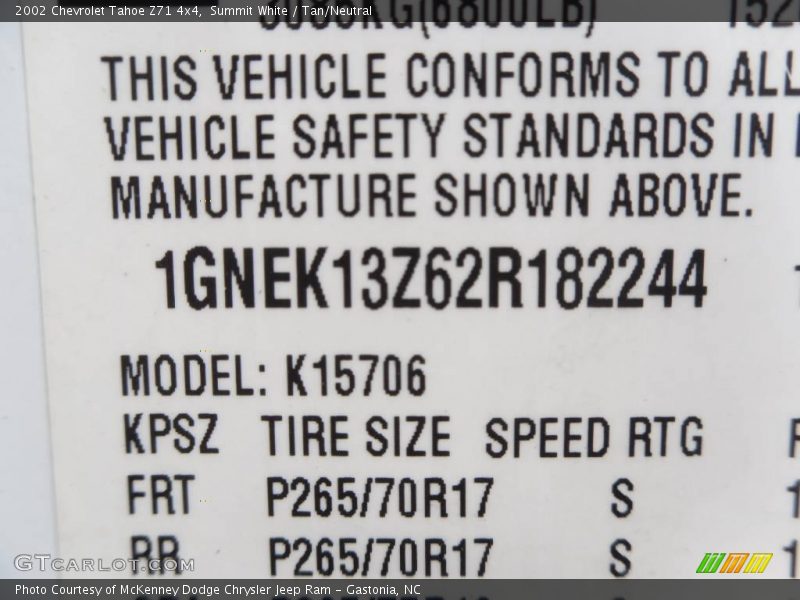 2002 Chevrolet Tahoe Z71 4x4, Summit White / Tan/Neutral
(6800LB)
THIS VEHICLE CONFORMS TO ALL
VEHICLE SAFETY STANDARDS IN
MANUFACTURE SHOWN ABOVE.
1GNEK13Z62R182244
MODEL: K15706
KPSZ TIRE SIZE SPEED RTG
FRT P265/70R17 S
RR P265/70R17 S
GTCARLOT.COM
Photo Courtesy of McKenney Dodge Chrysler Jeep Ram – Gastonia, NC